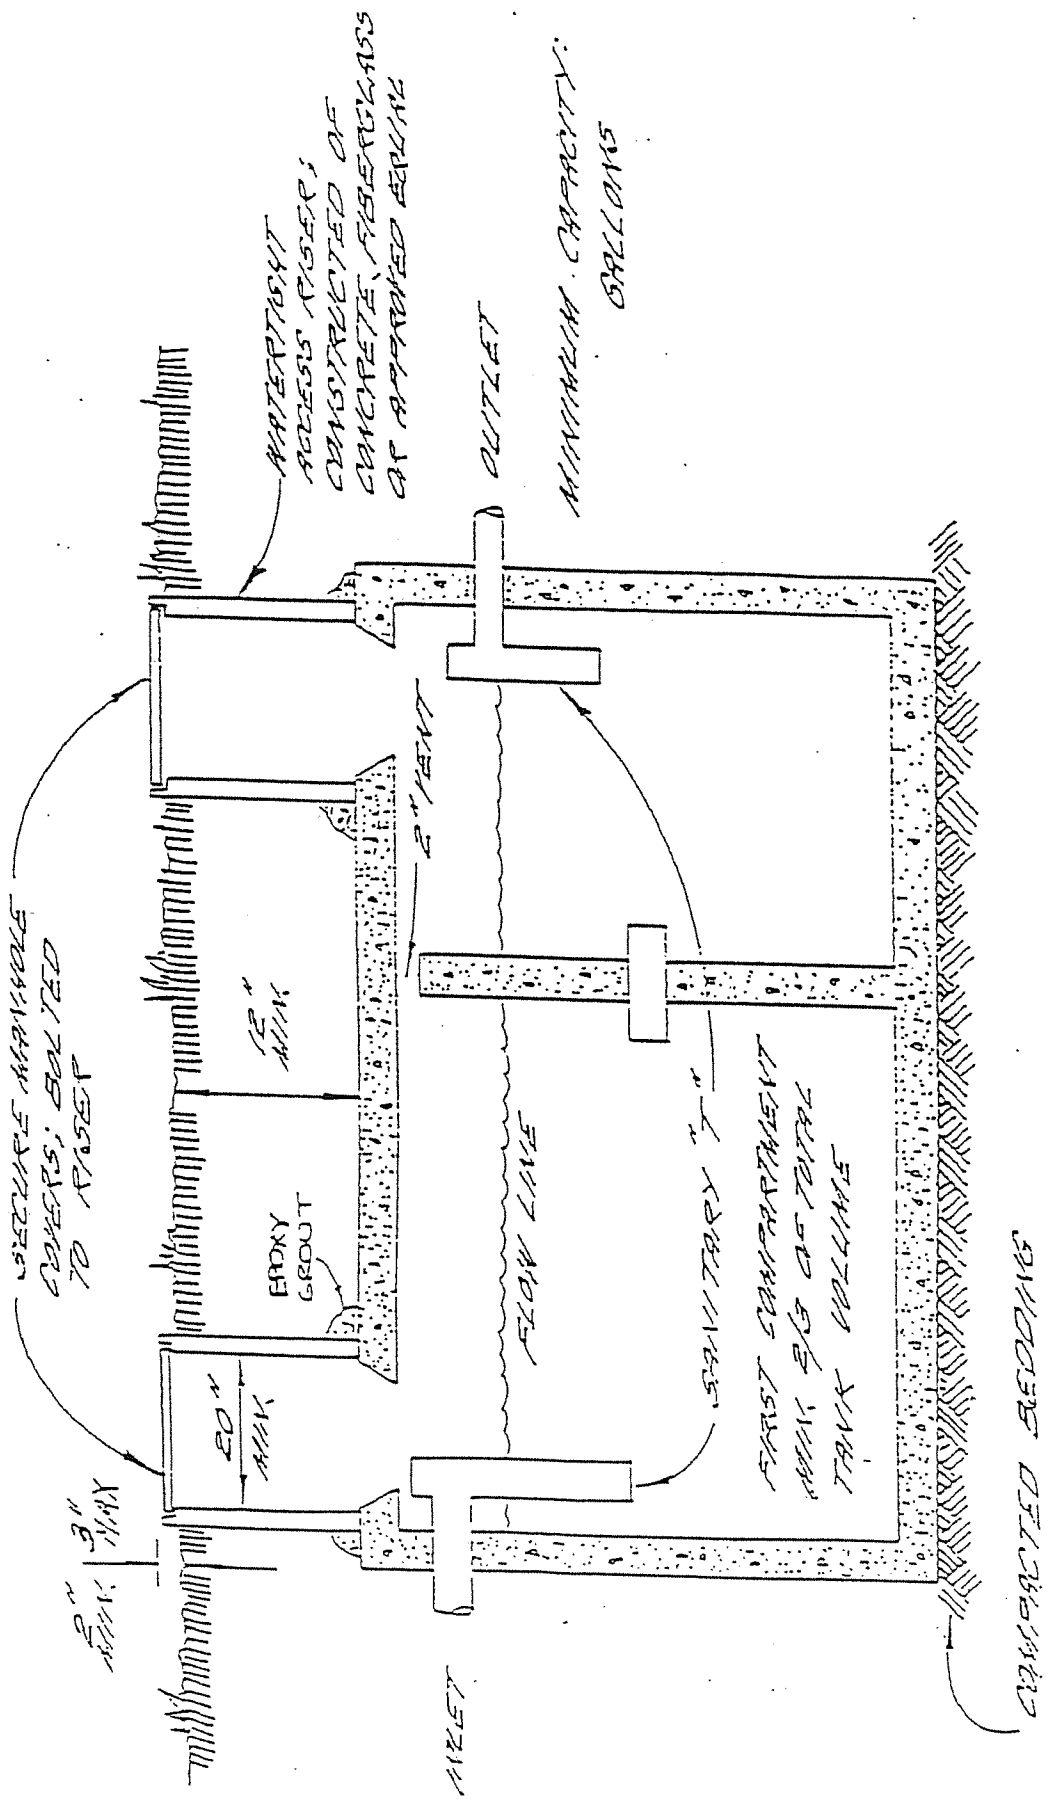 SECURE MANHOLE
COVERS; BOLTED
TO RISER
2" MIN. 3" MAX
20"
MIN.
EPOXY
GROUT
12"
MIN.
WATERTIGHT
ACCESS RISER;
CONSTRUCTED OF
CONCRETE, FIBERGLASS
OR APPROVED EQUAL
INLET
FLOW LINE
2" VENT
OUTLET
SANITARY "T"
MINIMUM CAPACITY:
GALLONS
FIRST COMPARTMENT
MIN. 2/3 OF TOTAL
TANK VOLUME
COMPACTED BEDDING